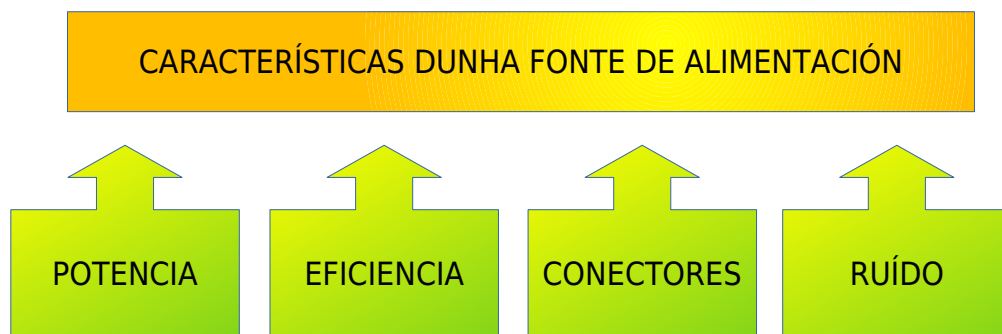 CARACTERÍSTICAS DUNHA FONTE DE ALIMENTACIÓN
POTENCIA
EFICIENCIA
CONECTORES
RUÍDO